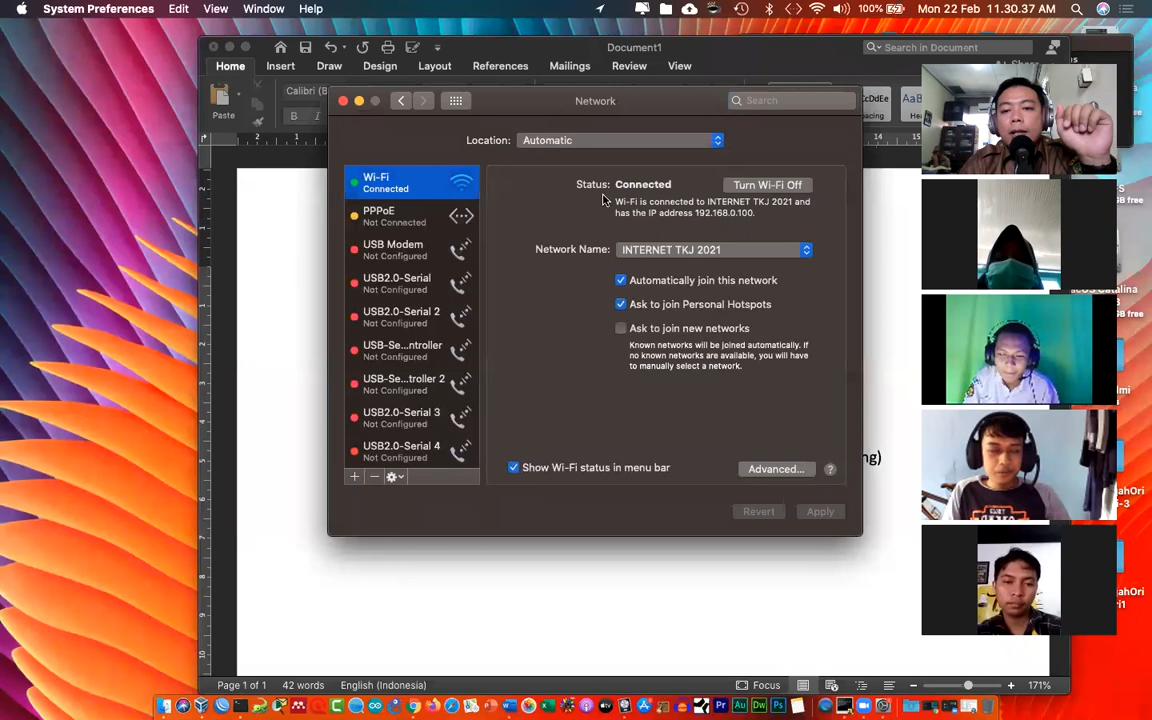 System Preferences Edit View Window Help
100% Mon 22 Feb 11.30.37 AM
Document1
Search in Document
Home Insert Draw Design Layout References Mailings Review View
Share
Paste
Calibri (B
B I
Network
Search
Location: Automatic
Wi-Fi
Connected
PPPoE
Not Connected
USB Modem
Not Configured
USB2.0-Serial
Not Configured
USB2.0-Serial 2
Not Configured
USB-Se...ntroller
Not Configured
USB-Se...troller 2
Not Configured
USB2.0-Serial 3
Not Configured
USB2.0-Serial 4
Not Configured
Status: Connected
Turn Wi-Fi Off
Wi-Fi is connected to INTERNET TKJ 2021 and
has the IP address 192.168.0.100.
Network Name: INTERNET TKJ 2021
Automatically join this network
Ask to join Personal Hotspots
Ask to join new networks
Known networks will be joined automatically. If
no known networks are available, you will have
to manually select a network.
Show Wi-Fi status in menu bar
Advanced... ?
Revert Apply
ng)
Catalina
GB free
Page 1 of 1 42 words English (Indonesia) Focus 171%